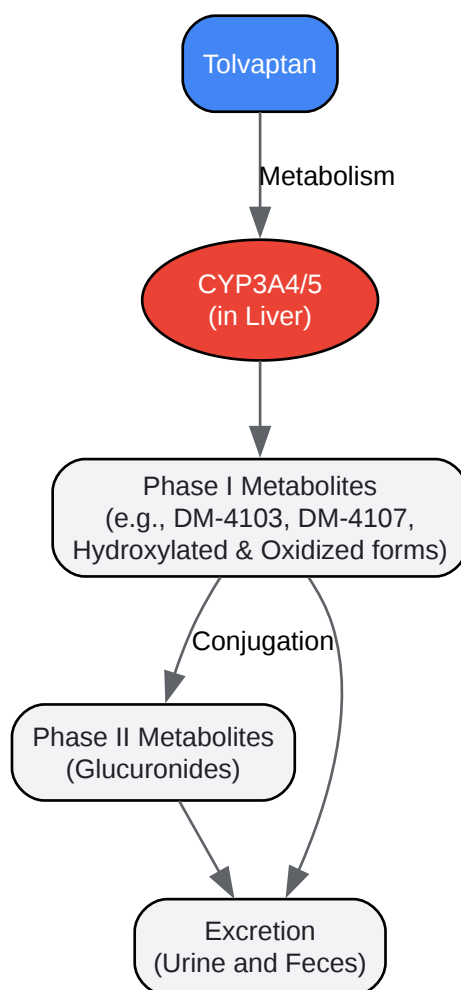 Tolvaptan
Metabolism
CYP3A4/5
(in Liver)
Phase I Metabolites
(e.g., DM-4103, DM-4107,
Hydroxylated & Oxidized forms)
Conjugation
Phase II Metabolites
(Glucuronides)
Excretion
(Urine and Feces)